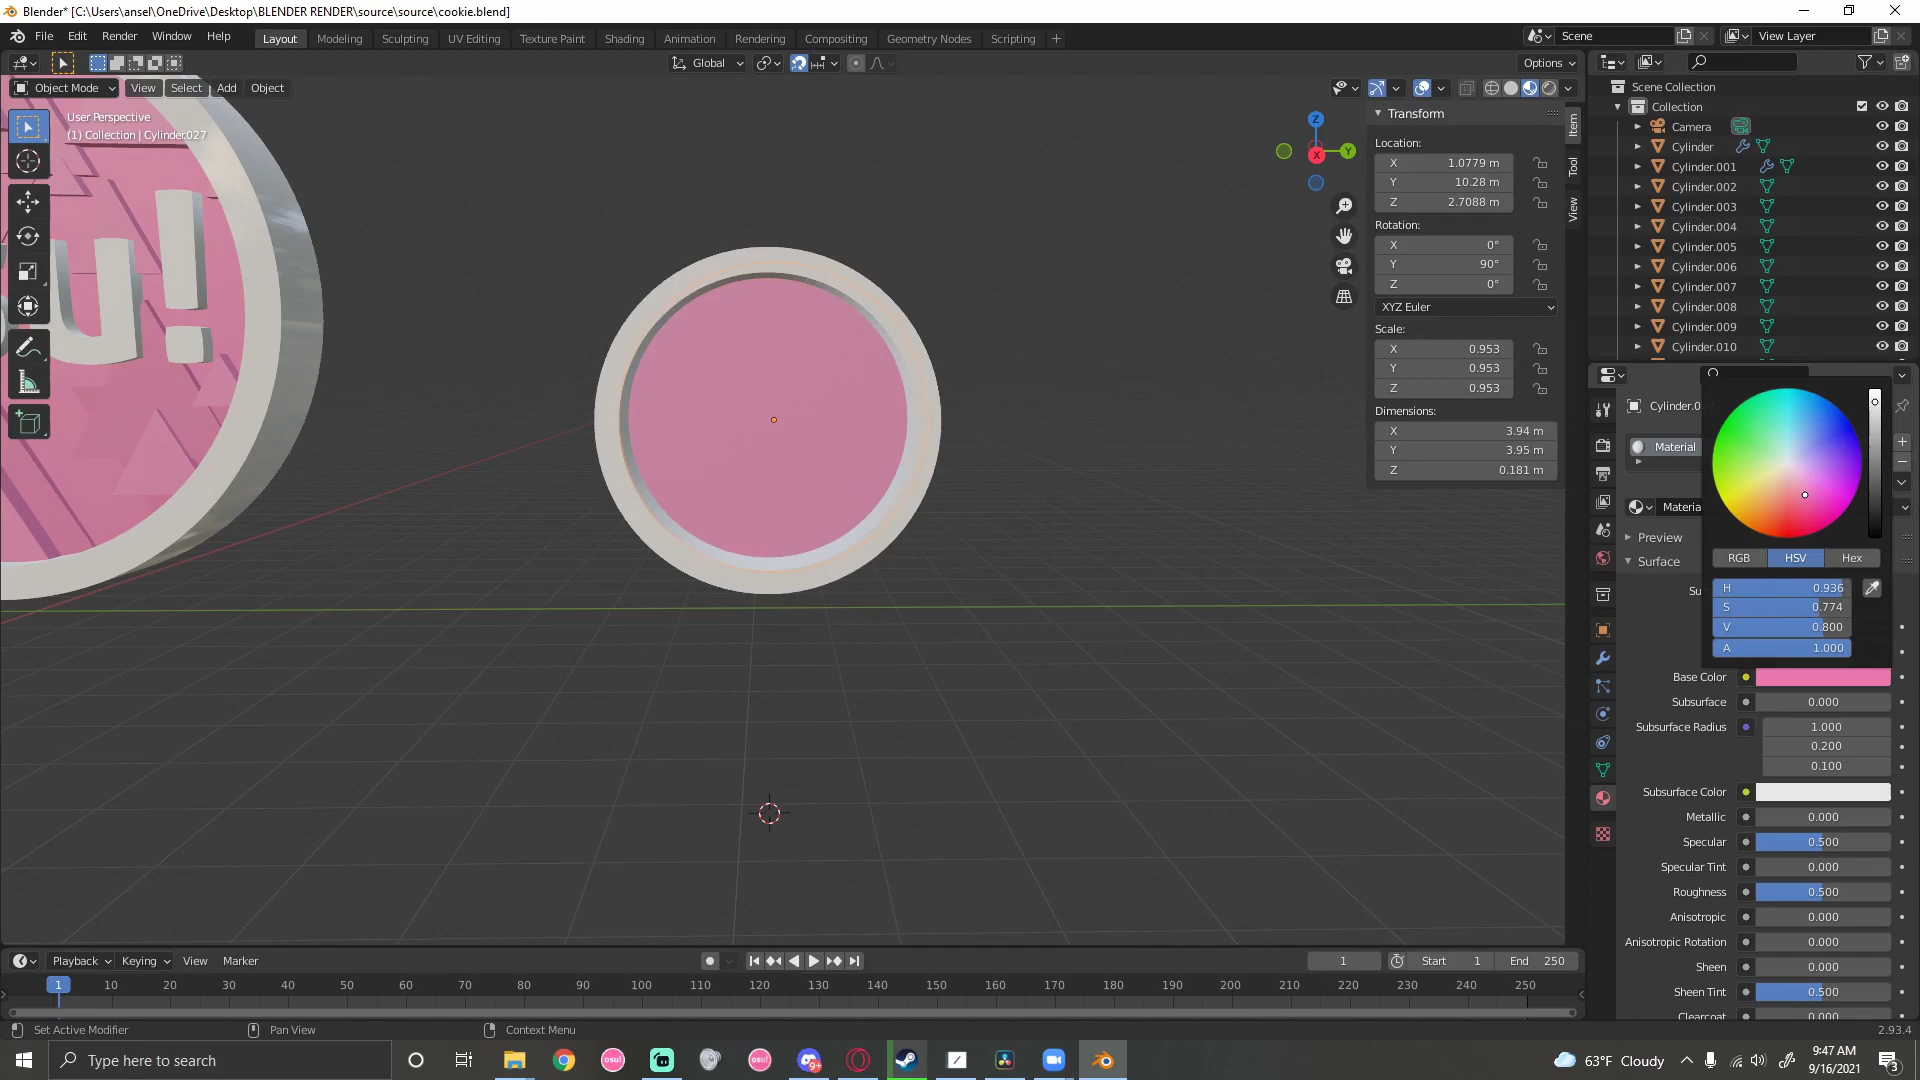 Blender* [C:\Users\ansel\OneDrive\Desktop\BLENDER RENDER\source\source\cookie.blend]
File Edit Render Window Help
Layout Modeling Sculpting UV Editing Texture Paint Shading Animation Rendering Compositing Geometry Nodes Scripting +
Scene
View Layer
Global
Options
Object Mode View Select Add Object
User Perspective
(1) Collection | Cylinder.027
u!
Z
Y
X
Transform
Location:
X 1.0779 m
Y 10.28 m
Z 2.7088 m
Rotation:
X 0°
Y 90°
Z 0°
XYZ Euler
Scale:
X 0.953
Y 0.953
Z 0.953
Dimensions:
X 3.94 m
Y 3.95 m
Z 0.181 m
Item
Tool
View
Scene Collection
Collection
Camera
Cylinder
Cylinder.001
Cylinder.002
Cylinder.003
Cylinder.004
Cylinder.005
Cylinder.006
Cylinder.007
Cylinder.008
Cylinder.009
Cylinder.010
Cylinder.0
Material
Materia
Preview
Surface
Su
RGB HSV Hex
H 0.936
S 0.774
V 0.800
A 1.000
Base Color
Subsurface 0.000
Subsurface Radius 1.000
0.200
0.100
Subsurface Color
Metallic 0.000
Specular 0.500
Specular Tint 0.000
Roughness 0.500
Anisotropic 0.000
Anisotropic Rotation 0.000
Sheen 0.000
Sheen Tint 0.500
Clearcoat 0.000
Playback Keying View Marker
1
Start 1
End 250
1 10 20 30 40 50 60 70 80 90 100 110 120 130 140 150 160 170 180 190 200 210 220 230 240 250
Set Active Modifier
Pan View
Context Menu
2.93.4
Type here to search
osu!
osu!
9+
63°F Cloudy
9:47 AM
9/16/2021
3